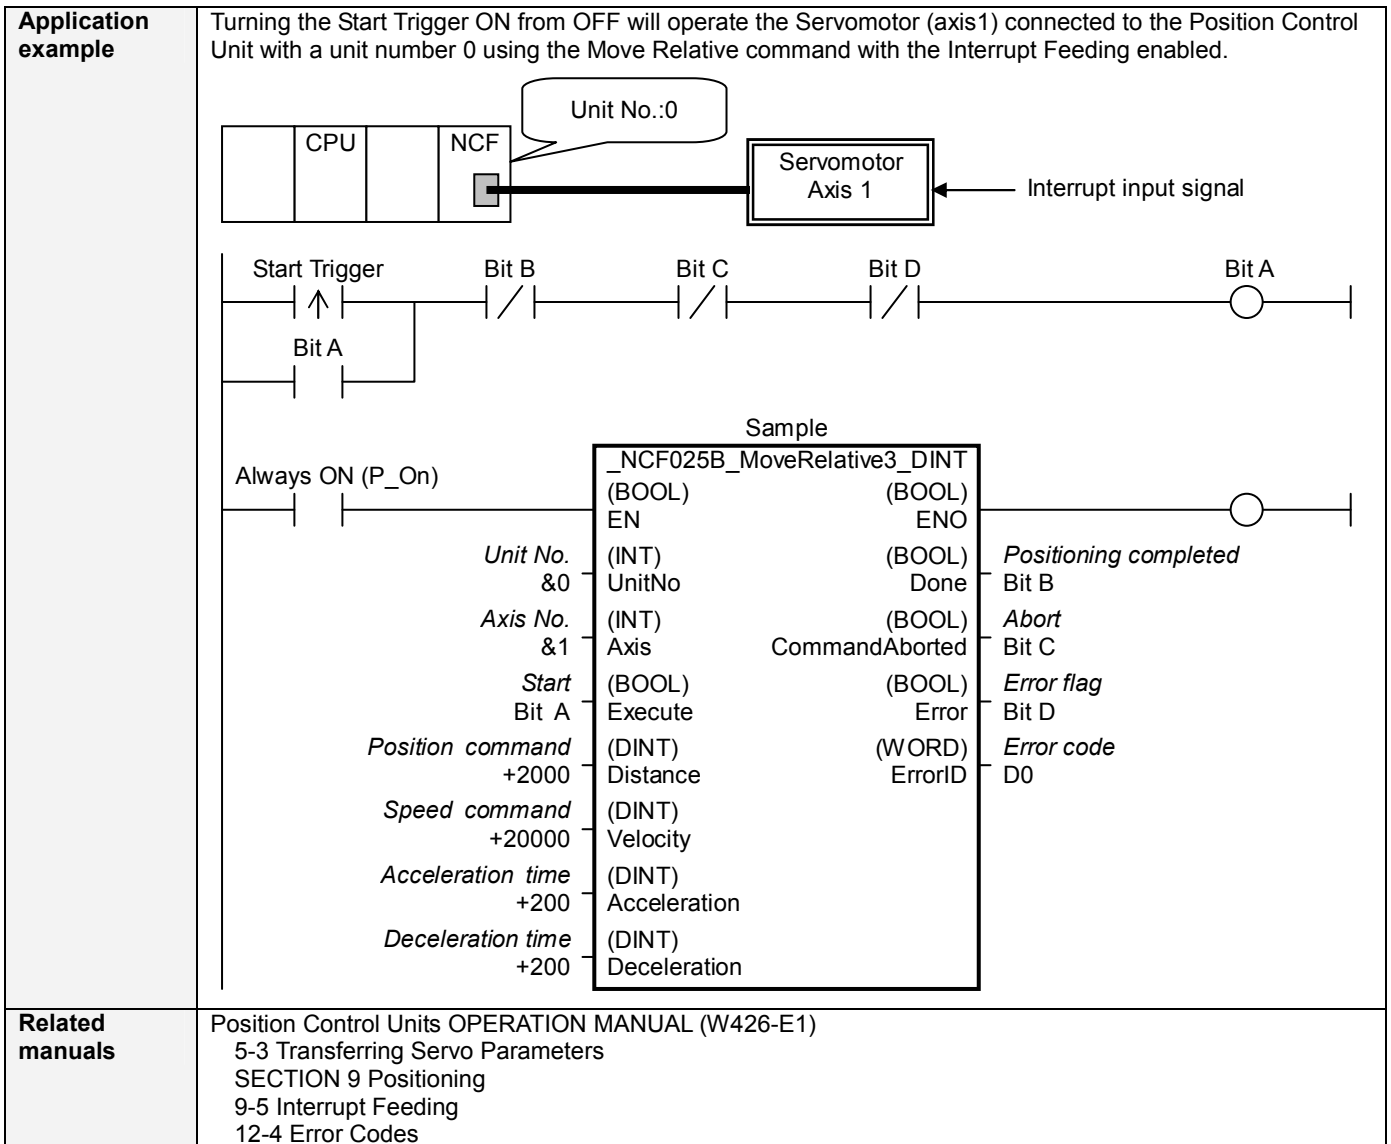 Application example
Turning the Start Trigger ON from OFF will operate the Servomotor (axis1) connected to the Position Control
Unit with a unit number 0 using the Move Relative command with the Interrupt Feeding enabled.
Unit No.:0
CPU
NCF
Servomotor
Axis 1
Interrupt input signal
Start Trigger
Bit B
Bit C
Bit D
Bit A
Bit A
Sample
Always ON (P_On)
_NCF025B_MoveRelative3_DINT
(BOOL)
EN
(BOOL)
ENO
Unit No.
&0
(INT)
UnitNo
(BOOL)
Done
Positioning completed
Bit B
Axis No.
&1
(INT)
Axis
(BOOL)
CommandAborted
Abort
Bit C
Start
Bit A
(BOOL)
Execute
(BOOL)
Error
Error flag
Bit D
Position command
+2000
(DINT)
Distance
(WORD)
ErrorID
Error code
D0
Speed command
+20000
(DINT)
Velocity
Acceleration time
+200
(DINT)
Acceleration
Deceleration time
+200
(DINT)
Deceleration
Related manuals
Position Control Units OPERATION MANUAL (W426-E1)
5-3 Transferring Servo Parameters
SECTION 9 Positioning
9-5 Interrupt Feeding
12-4 Error Codes